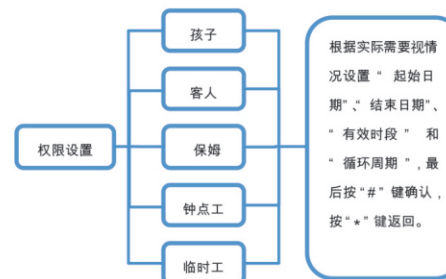 权限设置
孩子
客人
保姆
钟点工
临时工
根据实际需要视情
况设置“ 起始日
期”、“ 结束日期”、
“ 有效时段 ” 和
“ 循环周期 ”,最
后按“#” 键确认，
按“*” 键返回。